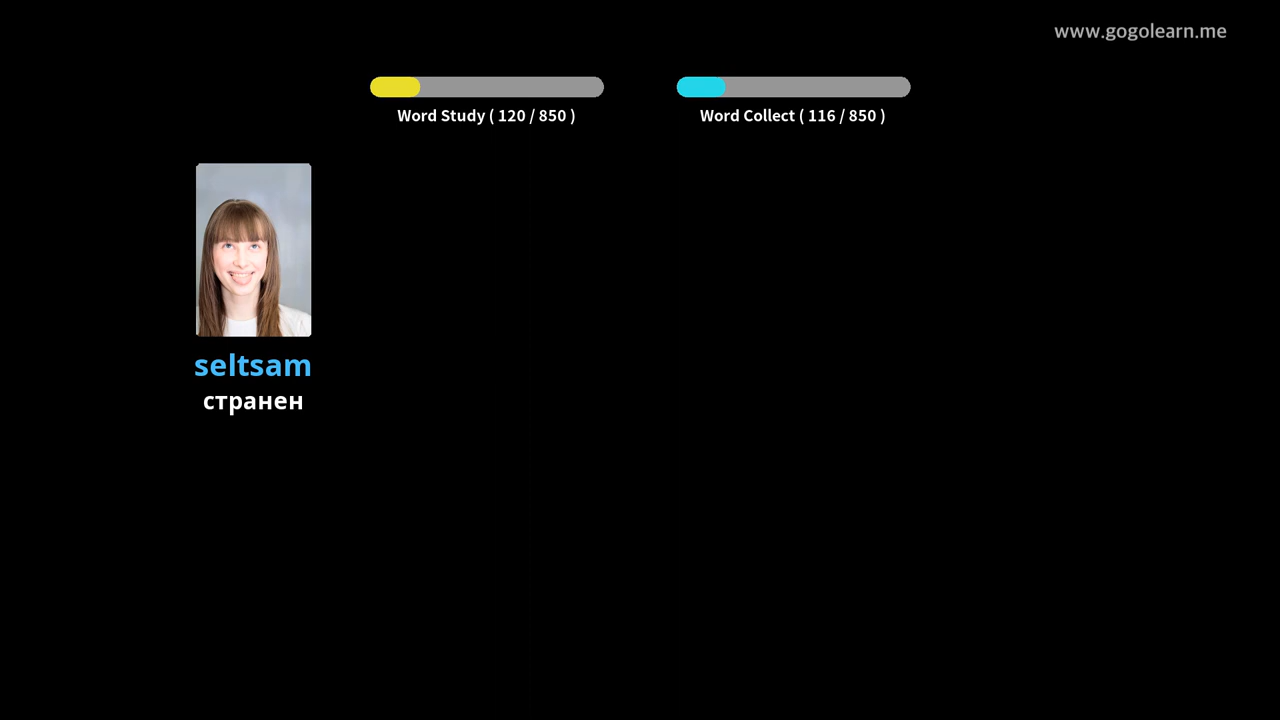 www.gogolearn.me
Word Study ( 120 / 850 )
Word Collect ( 116 / 850 )
seltsam
странен